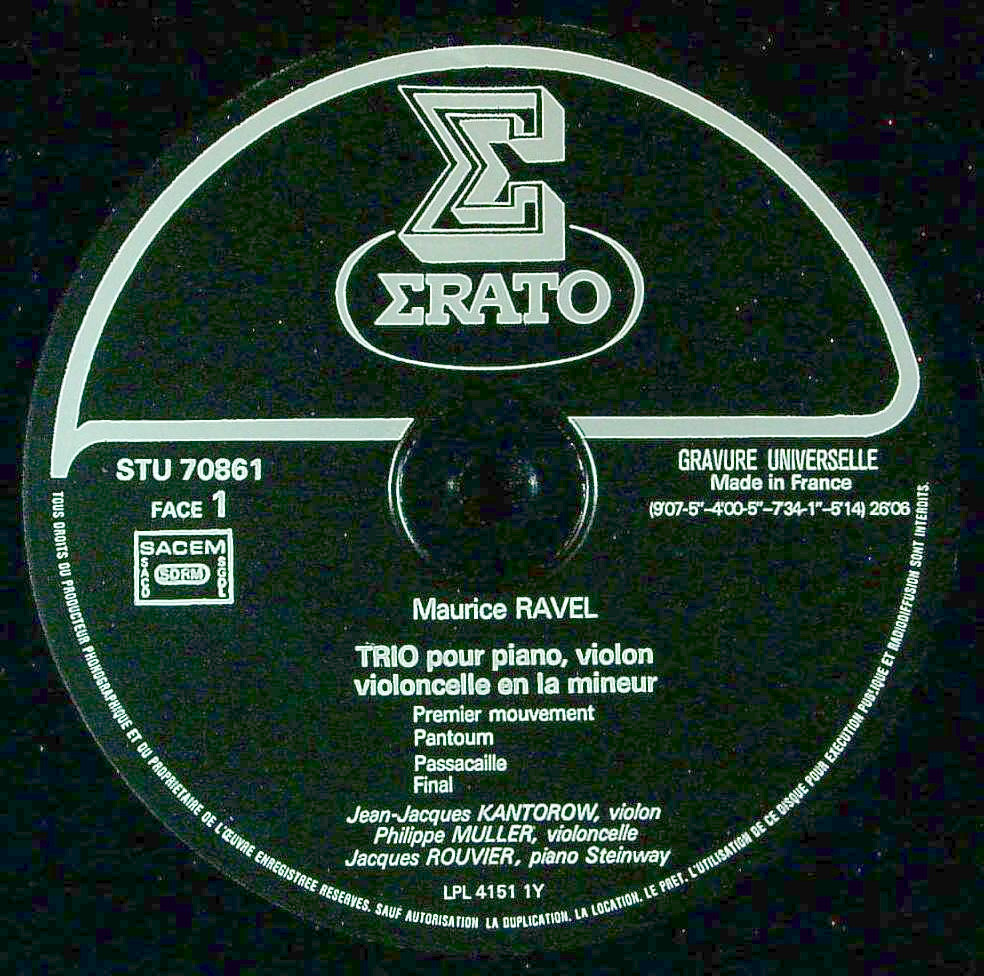 Σ
ΣRATO
STU 70861
FACE 1
SACEM
SACD
SDRM
SGDL
GRAVURE UNIVERSELLE
Made in France
(9'07-5"–4'00-5"–7'34-1"–5'14) 26'06
Maurice RAVEL
TRIO pour piano, violon
violoncelle en la mineur
Premier mouvement
Pantoum
Passacaille
Final
Jean-Jacques KANTOROW, violon
Philippe MULLER, violoncelle
Jacques ROUVIER, piano Steinway
LPL 4151 1Y
TOUS DROITS DU PRODUCTEUR PHONOGRAPHIQUE ET DU PROPRIETAIRE DE L'ŒUVRE ENREGISTREE RESERVES. SAUF AUTORISATION LA DUPLICATION, LA LOCATION, LE PRET, L'UTILISATION DE CE DISQUE POUR EXECUTION PUBLIQUE ET RADIODIFFUSION SONT INTERDITS.